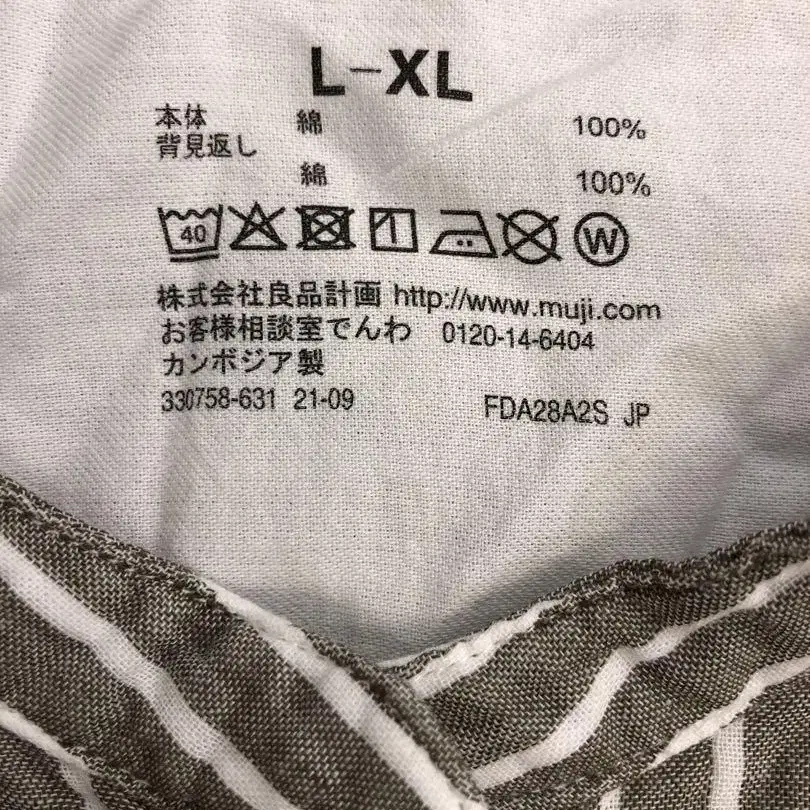 L-XL
本体 綿 100%
背見返し
綿 100%
40 W
株式会社良品計画 http://www.muji.com
お客様相談室でんわ 0120-14-6404
カンボジア製
330758-631 21-09 FDA28A2S JP